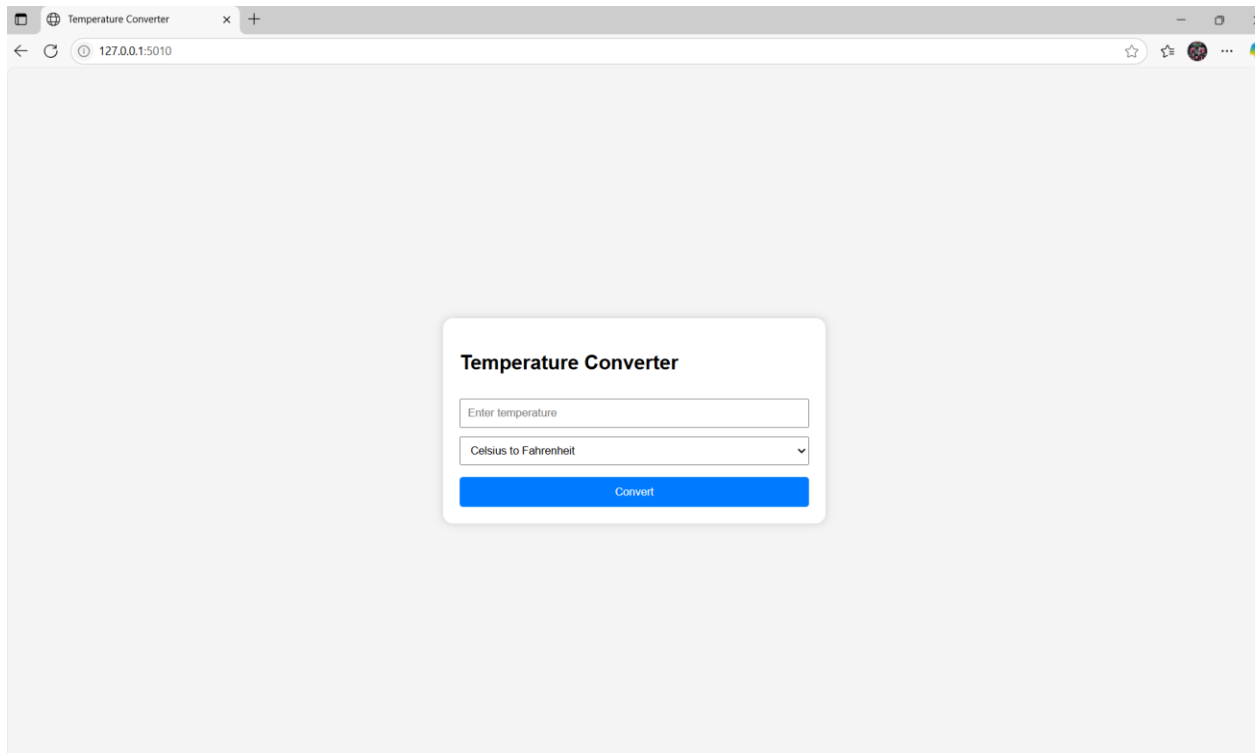 Temperature Converter
127.0.0.1:5010
Temperature Converter
Enter temperature
Celsius to Fahrenheit
Convert